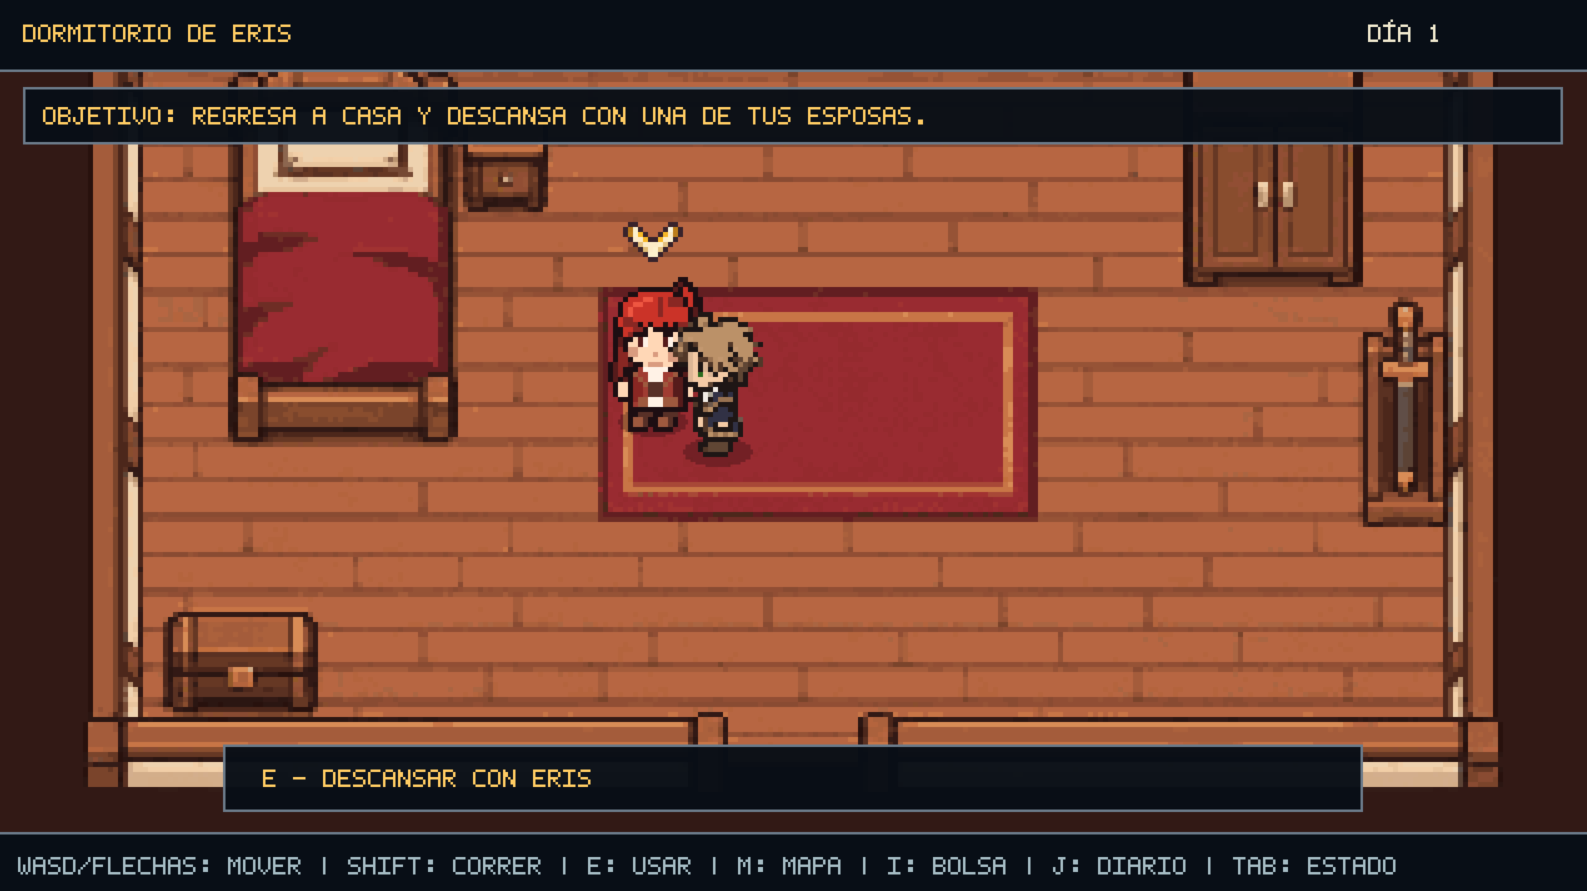 DORMITORIO DE ERIS
DÍA 1
OBJETIVO: REGRESA A CASA Y DESCANSA CON UNA DE TUS ESPOSAS.
E - DESCANSAR CON ERIS
WASD/FLECHAS: MOVER | SHIFT: CORRER | E: USAR | M: MAPA | I: BOLSA | J: DIARIO | TAB: ESTADO